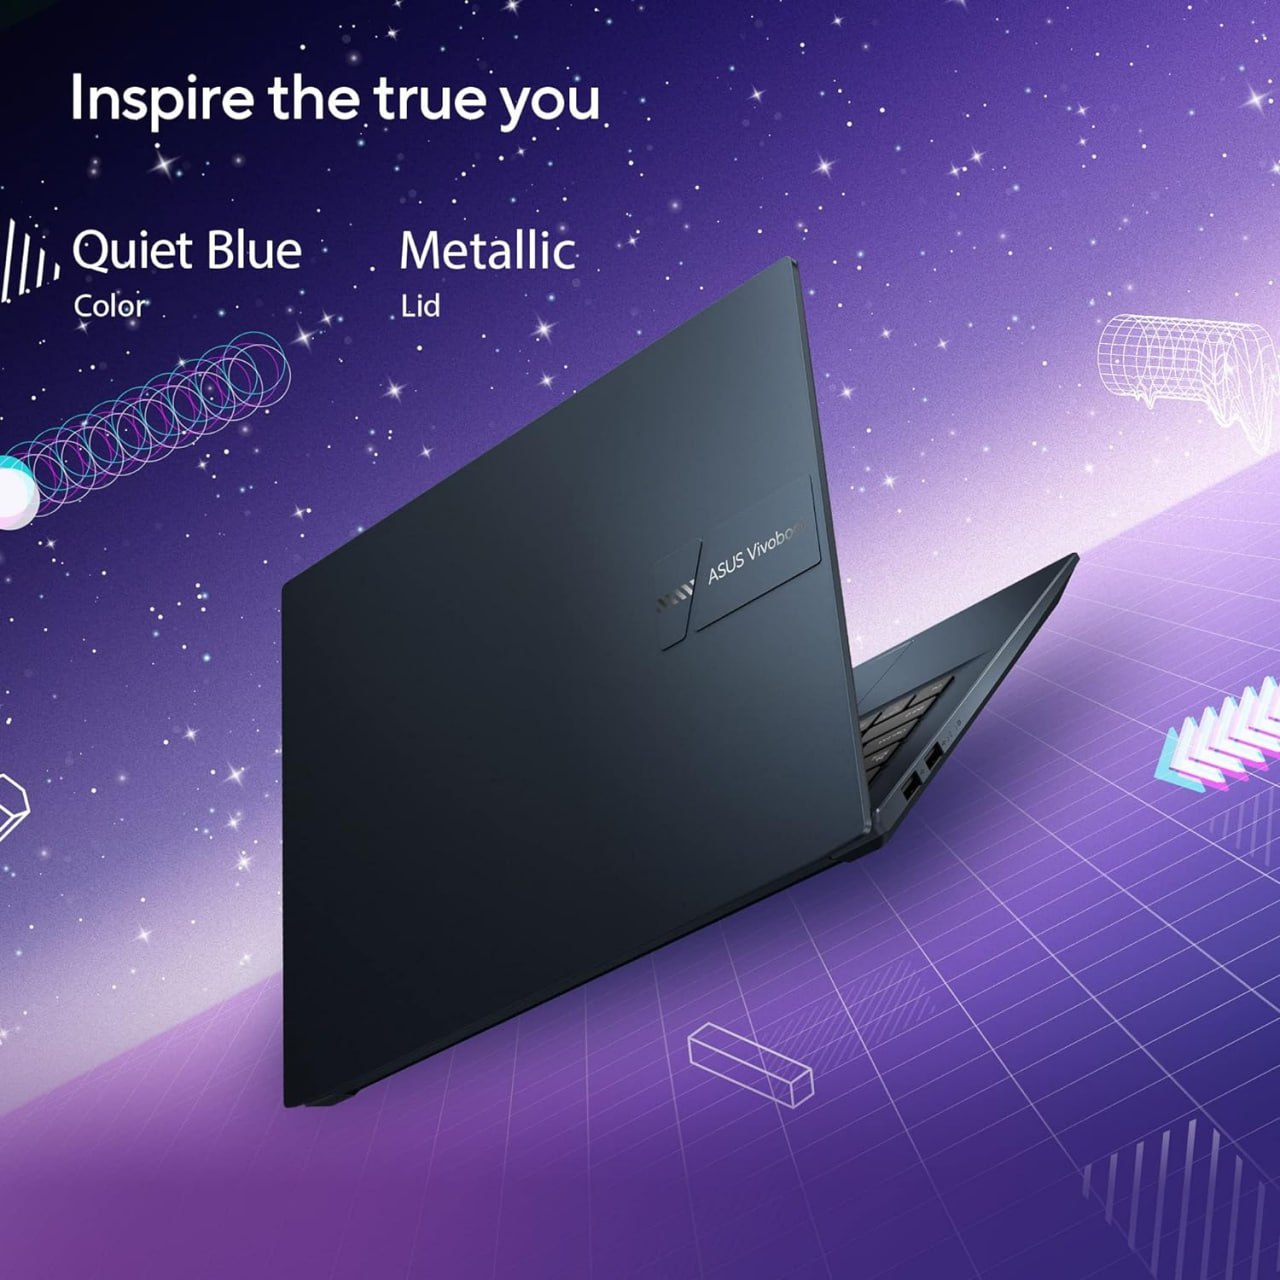 Inspire the true you
Quiet Blue
Color
Metallic
Lid
ASUS Vivobook